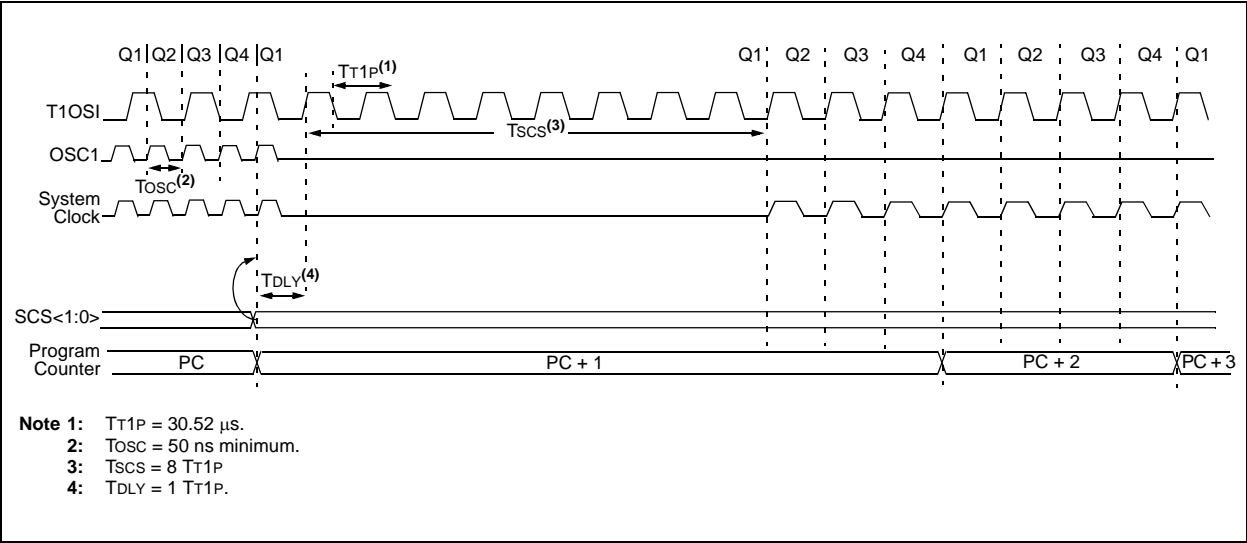 Q1 Q2 Q3 Q4 Q1 Q1 Q2 Q3 Q4 Q1 Q2 Q3 Q4 Q1
TT1P(1)
T1OSI
TSCS(3)
OSC1
TOSC(2)
System
Clock
TDLY(4)
SCS<1:0>
Program
Counter
PC PC + 1 PC + 2 PC + 3
Note 1: TT1P = 30.52 μs.
2: TOSC = 50 ns minimum.
3: TSCS = 8 TT1P
4: TDLY = 1 TT1P.